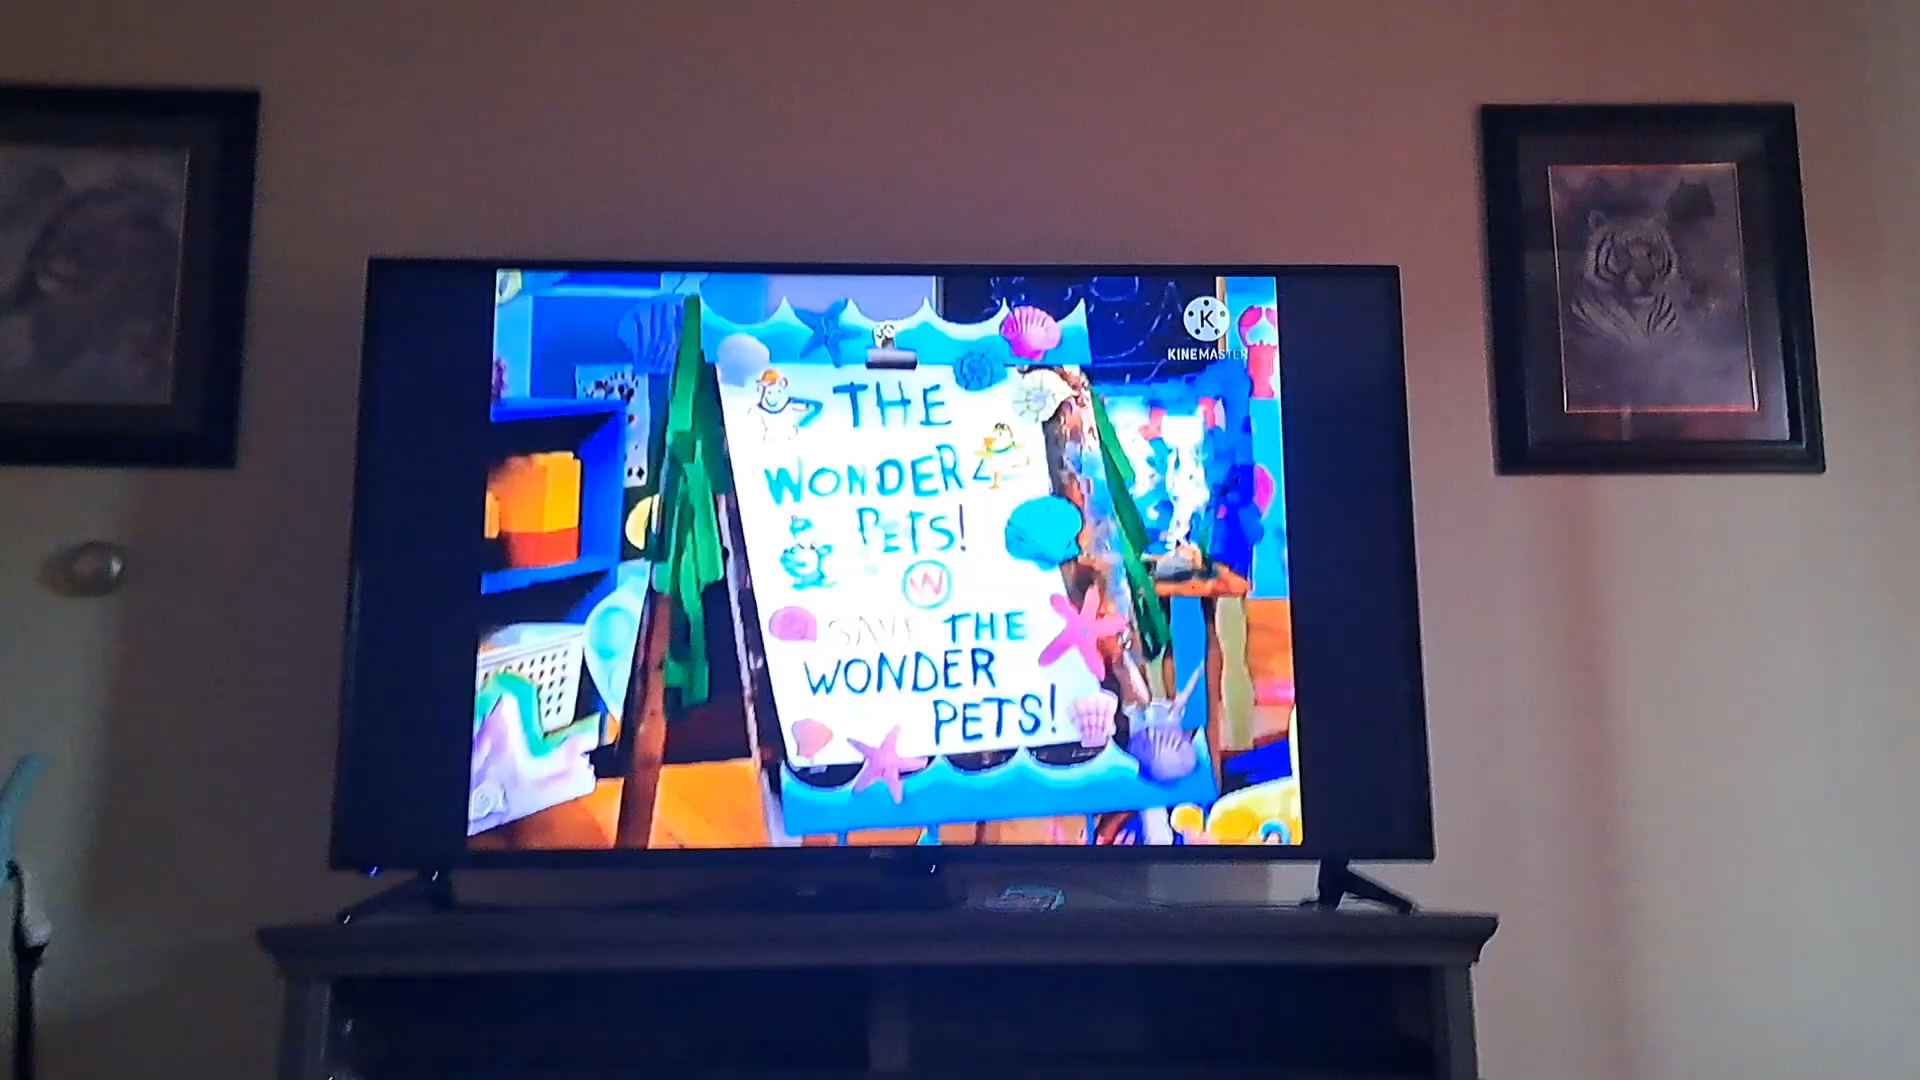 K
KINEMASTER
THE
WONDER
PETS!
W
SAVE THE
WONDER
PETS!